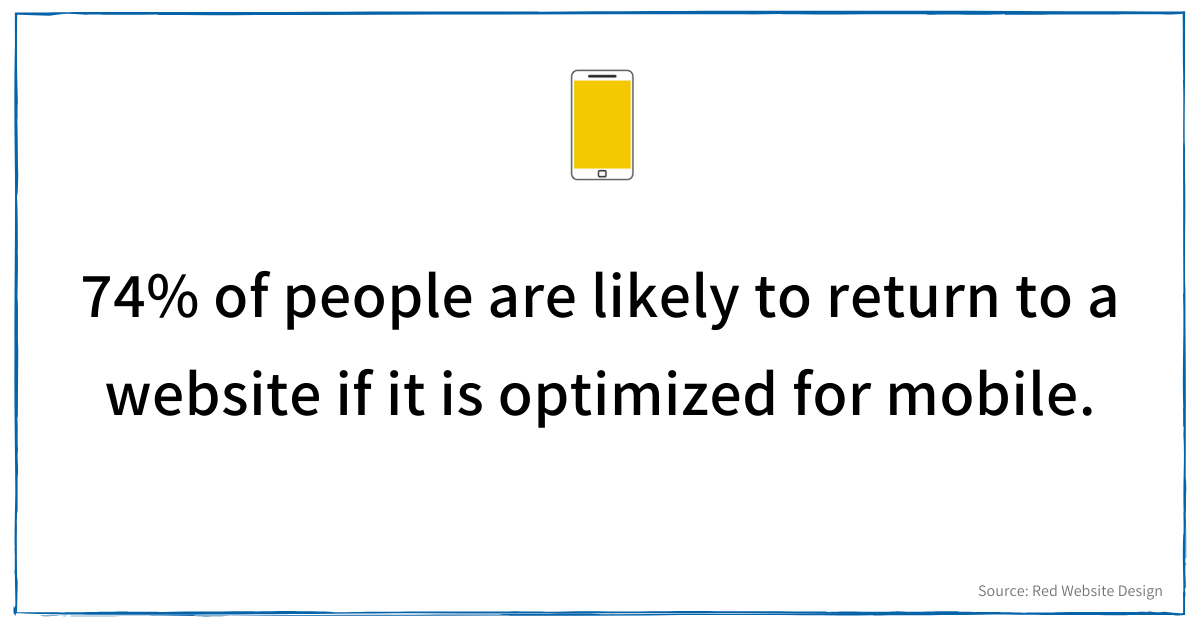 74% of people are likely to return to a
website if it is optimized for mobile.
Source: Red Website Design